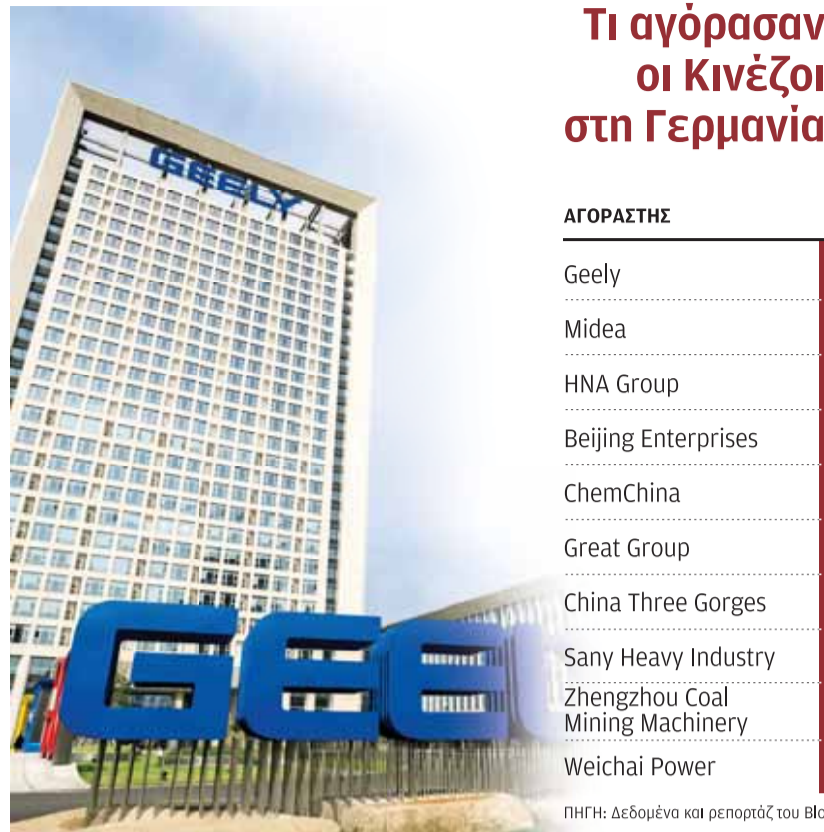 Τι αγόρασαν
οι Κινέζοι
στη Γερμανία
ΑΓΟΡΑΣΤΗΣ
Geely
Midea
HNA Group
Beijing Enterprises
ChemChina
Great Group
China Three Gorges
Sany Heavy Industry
Zhengzhou Coal
Mining Machinery
Weichai Power
ΠΗΓΗ: Δεδομένα και ρεπορτάζ του
GEELY